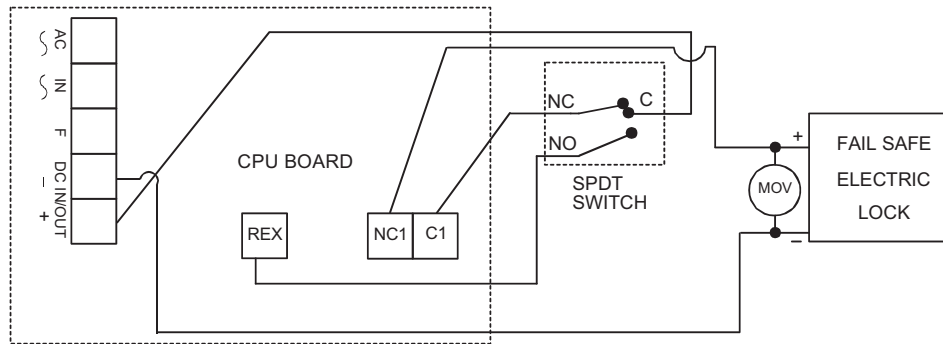 AC
IN
F
DC IN/OUT
–
+
CPU BOARD
REX
NC1
C1
NC
C
NO
SPDT
SWITCH
MOV
+
–
FAIL SAFE
ELECTRIC
LOCK